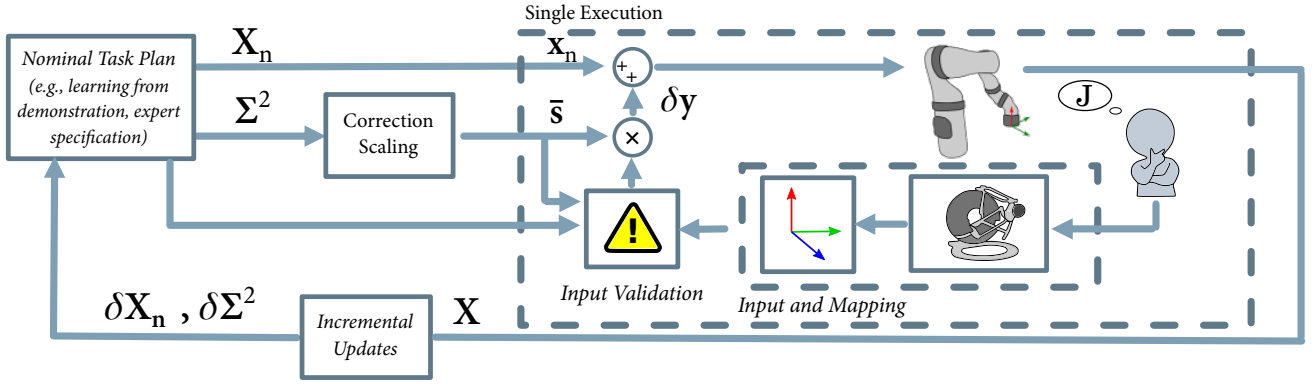 Single Execution
Nominal Task Plan
(e.g., learning from
demonstration, expert
specification)
Xₙ
xₙ
+
+
J
Σ²
Correction
Scaling
s̄
δy
×
!
Input Validation
Input and Mapping
δXₙ , δΣ²
Incremental
Updates
X